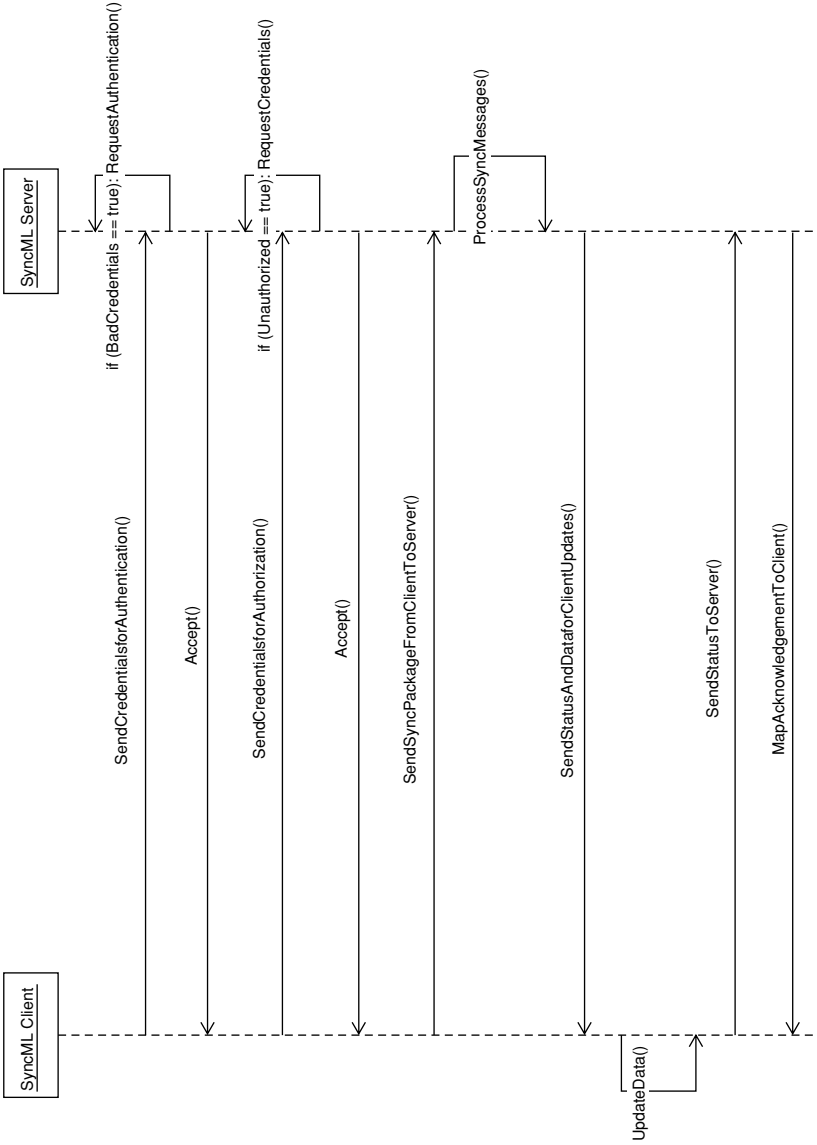 SyncML Client
SyncML Server
if (BadCredentials == true): RequestAuthentication()
SendCredentialsforAuthentication()
Accept()
if (Unauthorized == true): RequestCredentials()
SendCredentialsforAuthorization()
Accept()
SendSyncPackageFromClientToServer()
ProcessSyncMessages()
SendStatusAndDataforClientUpdates()
UpdateData()
SendStatusToServer()
MapAcknowledgementToClient()